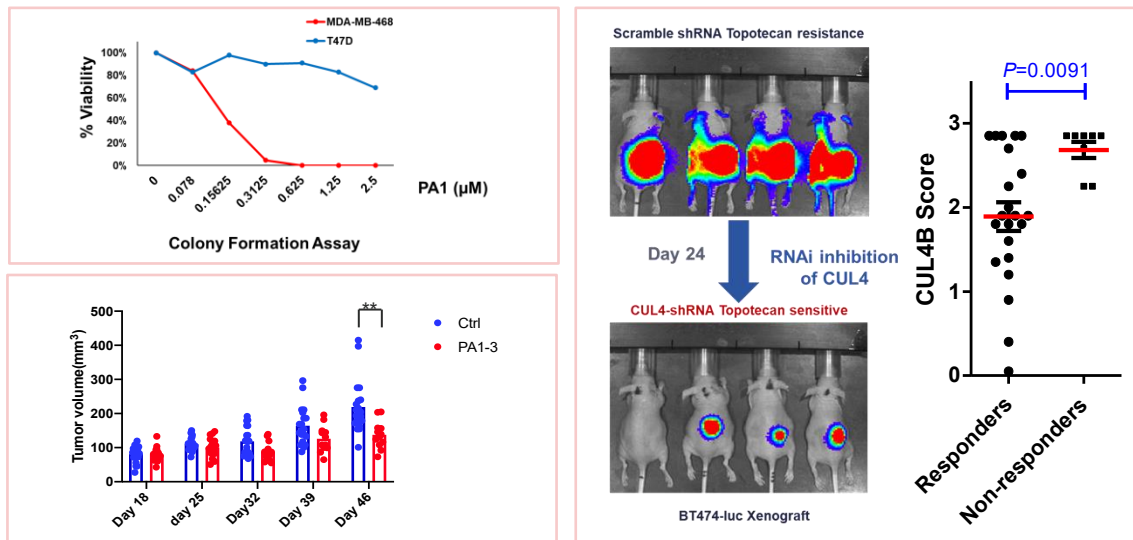 MDA-MB-468
T47D
% Viability
100%
80%
60%
40%
20%
0%
0
0.078
0.15625
0.3125
0.625
1.25
2.5
PA1 (μM)
Colony Formation Assay
Tumor volume(mm³)
500
400
300
200
100
0
**
Ctrl
PA1-3
Day 18
day 25
Day32
Day 39
Day 46
Scramble shRNA Topotecan resistance
Day 24
RNAi inhibition
of CUL4
CUL4-shRNA Topotecan sensitive
BT474-luc Xenograft
P=0.0091
CUL4B Score
3
2
1
0
Responders
Non-responders